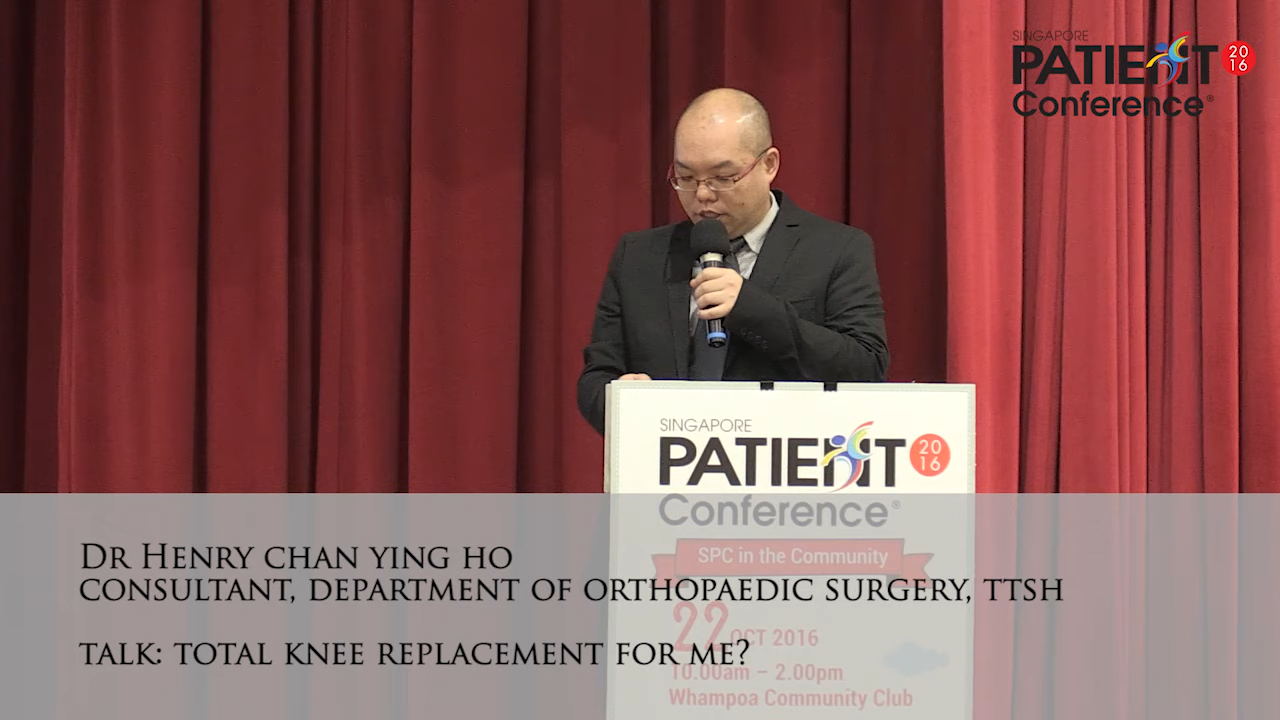 SINGAPORE
PATIENT 2016
Conference®
SINGAPORE
PATIENT 2016
Conference®
SPC in the Community
22 OCT 2016
10.00am – 2.00pm
Whampoa Community Club
DR HENRY CHAN YING HO
CONSULTANT, DEPARTMENT OF ORTHOPAEDIC SURGERY, TTSH
TALK: TOTAL KNEE REPLACEMENT FOR ME?